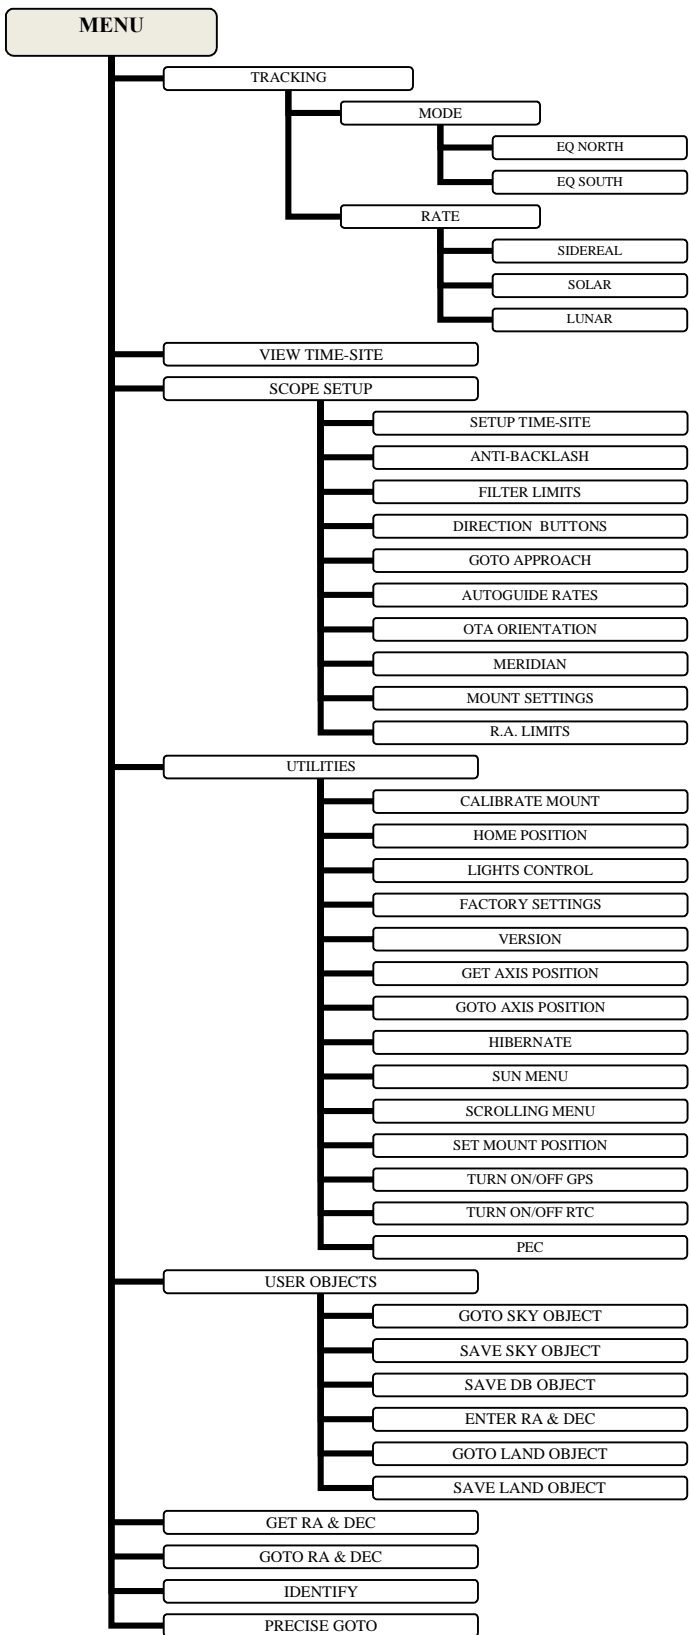 MENU
TRACKING
MODE
EQ NORTH
EQ SOUTH
RATE
SIDEREAL
SOLAR
LUNAR
VIEW TIME-SITE
SCOPE SETUP
SETUP TIME-SITE
ANTI-BACKLASH
FILTER LIMITS
DIRECTION BUTTONS
GOTO APPROACH
AUTOGUIDE RATES
OTA ORIENTATION
MERIDIAN
MOUNT SETTINGS
R.A. LIMITS
UTILITIES
CALIBRATE MOUNT
HOME POSITION
LIGHTS CONTROL
FACTORY SETTINGS
VERSION
GET AXIS POSITION
GOTO AXIS POSITION
HIBERNATE
SUN MENU
SCROLLING MENU
SET MOUNT POSITION
TURN ON/OFF GPS
TURN ON/OFF RTC
PEC
USER OBJECTS
GOTO SKY OBJECT
SAVE SKY OBJECT
SAVE DB OBJECT
ENTER RA & DEC
GOTO LAND OBJECT
SAVE LAND OBJECT
GET RA & DEC
GOTO RA & DEC
IDENTIFY
PRECISE GOTO